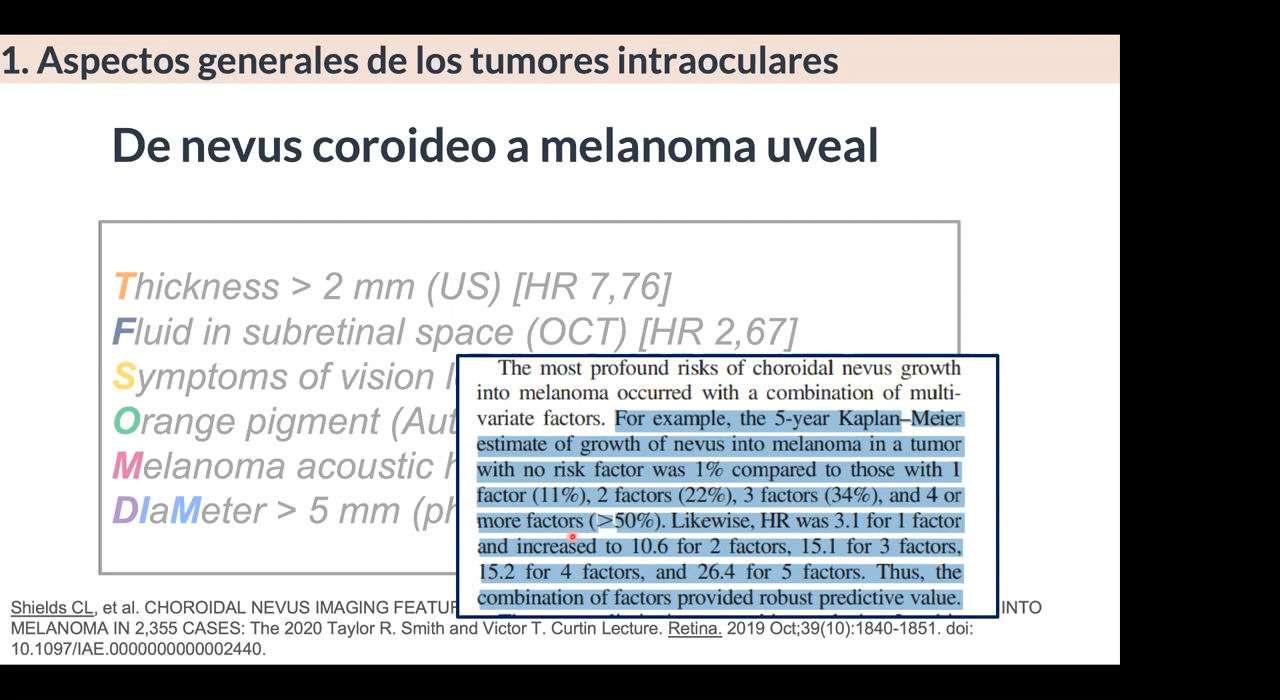 1. Aspectos generales de los tumores intraoculares
De nevus coroideo a melanoma uveal
Thickness > 2 mm (US) [HR 7,76]
Fluid in subretinal space (OCT) [HR 2,67]
Symptoms of vision
Orange pigment (Aut
Melanoma acoustic
DIaMeter > 5 mm (ph
The most profound risks of choroidal nevus growth
into melanoma occurred with a combination of multi-
variate factors. For example, the 5-year Kaplan–Meier
estimate of growth of nevus into melanoma in a tumor
with no risk factor was 1% compared to those with 1
factor (11%), 2 factors (22%), 3 factors (34%), and 4 or
more factors (>50%). Likewise, HR was 3.1 for 1 factor
and increased to 10.6 for 2 factors, 15.1 for 3 factors,
15.2 for 4 factors, and 26.4 for 5 factors. Thus, the
combination of factors provided robust predictive value.
Shields CL, et al. CHOROIDAL NEVUS IMAGING FEATUR INTO
MELANOMA IN 2,355 CASES: The 2020 Taylor R. Smith and Victor T. Curtin Lecture. Retina. 2019 Oct;39(10):1840-1851. doi:
10.1097/IAE.0000000000002440.